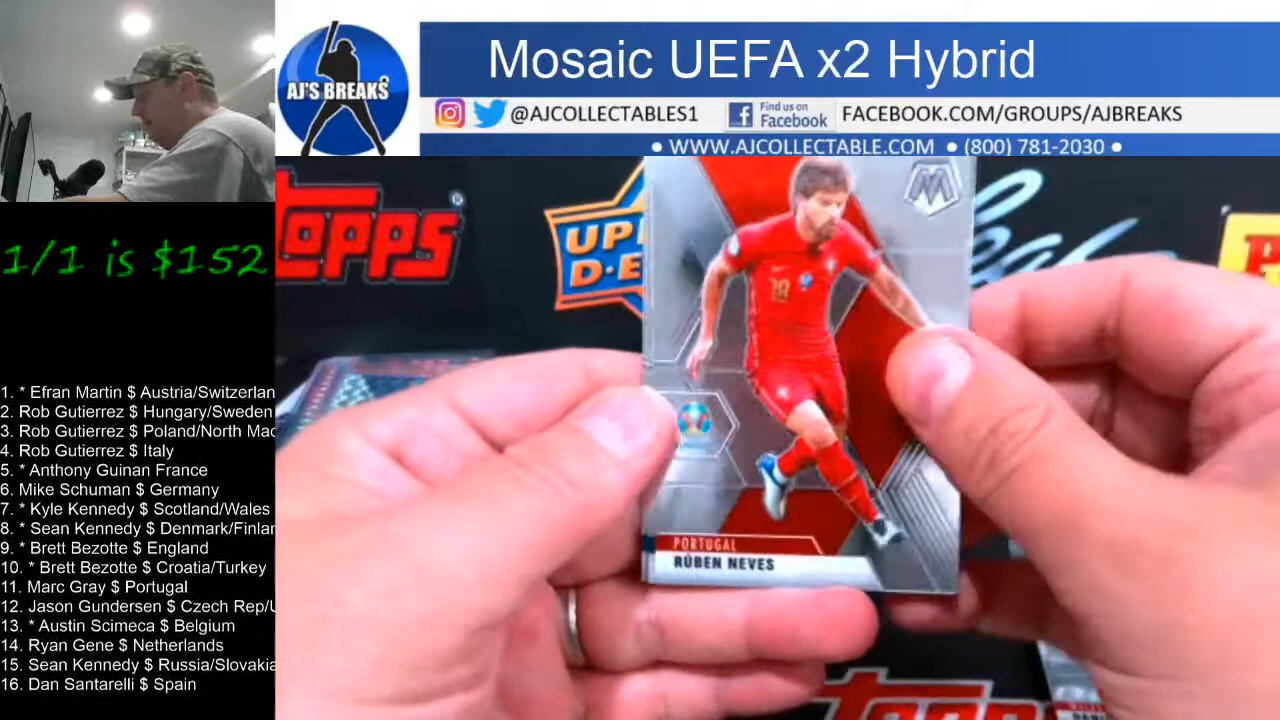 Mosaic UEFA x2 Hybrid
AJ'S BREAKS
@AJCOLLECTABLES1
Find us on
Facebook
FACEBOOK.COM/GROUPS/AJBREAKS
• WWW.AJCOLLECTABLE.COM • (800) 781-2030 •
topps
UP
D.E
Leaf
1/1 is $152
1. * Efran Martin $ Austria/Switzerlan
2. Rob Gutierrez $ Hungary/Sweden
3. Rob Gutierrez $ Poland/North Mac
4. Rob Gutierrez $ Italy
5. * Anthony Guinan France
6. Mike Schuman $ Germany
7. * Kyle Kennedy $ Scotland/Wales
8. * Sean Kennedy $ Denmark/Finlan
9. * Brett Bezotte $ England
10. * Brett Bezotte $ Croatia/Turkey
11. Marc Gray $ Portugal
12. Jason Gundersen $ Czech Rep/U
13. * Austin Scimeca $ Belgium
14. Ryan Gene $ Netherlands
15. Sean Kennedy $ Russia/Slovakia
16. Dan Santarelli $ Spain
M
18
PORTUGAL
RÚBEN NEVES